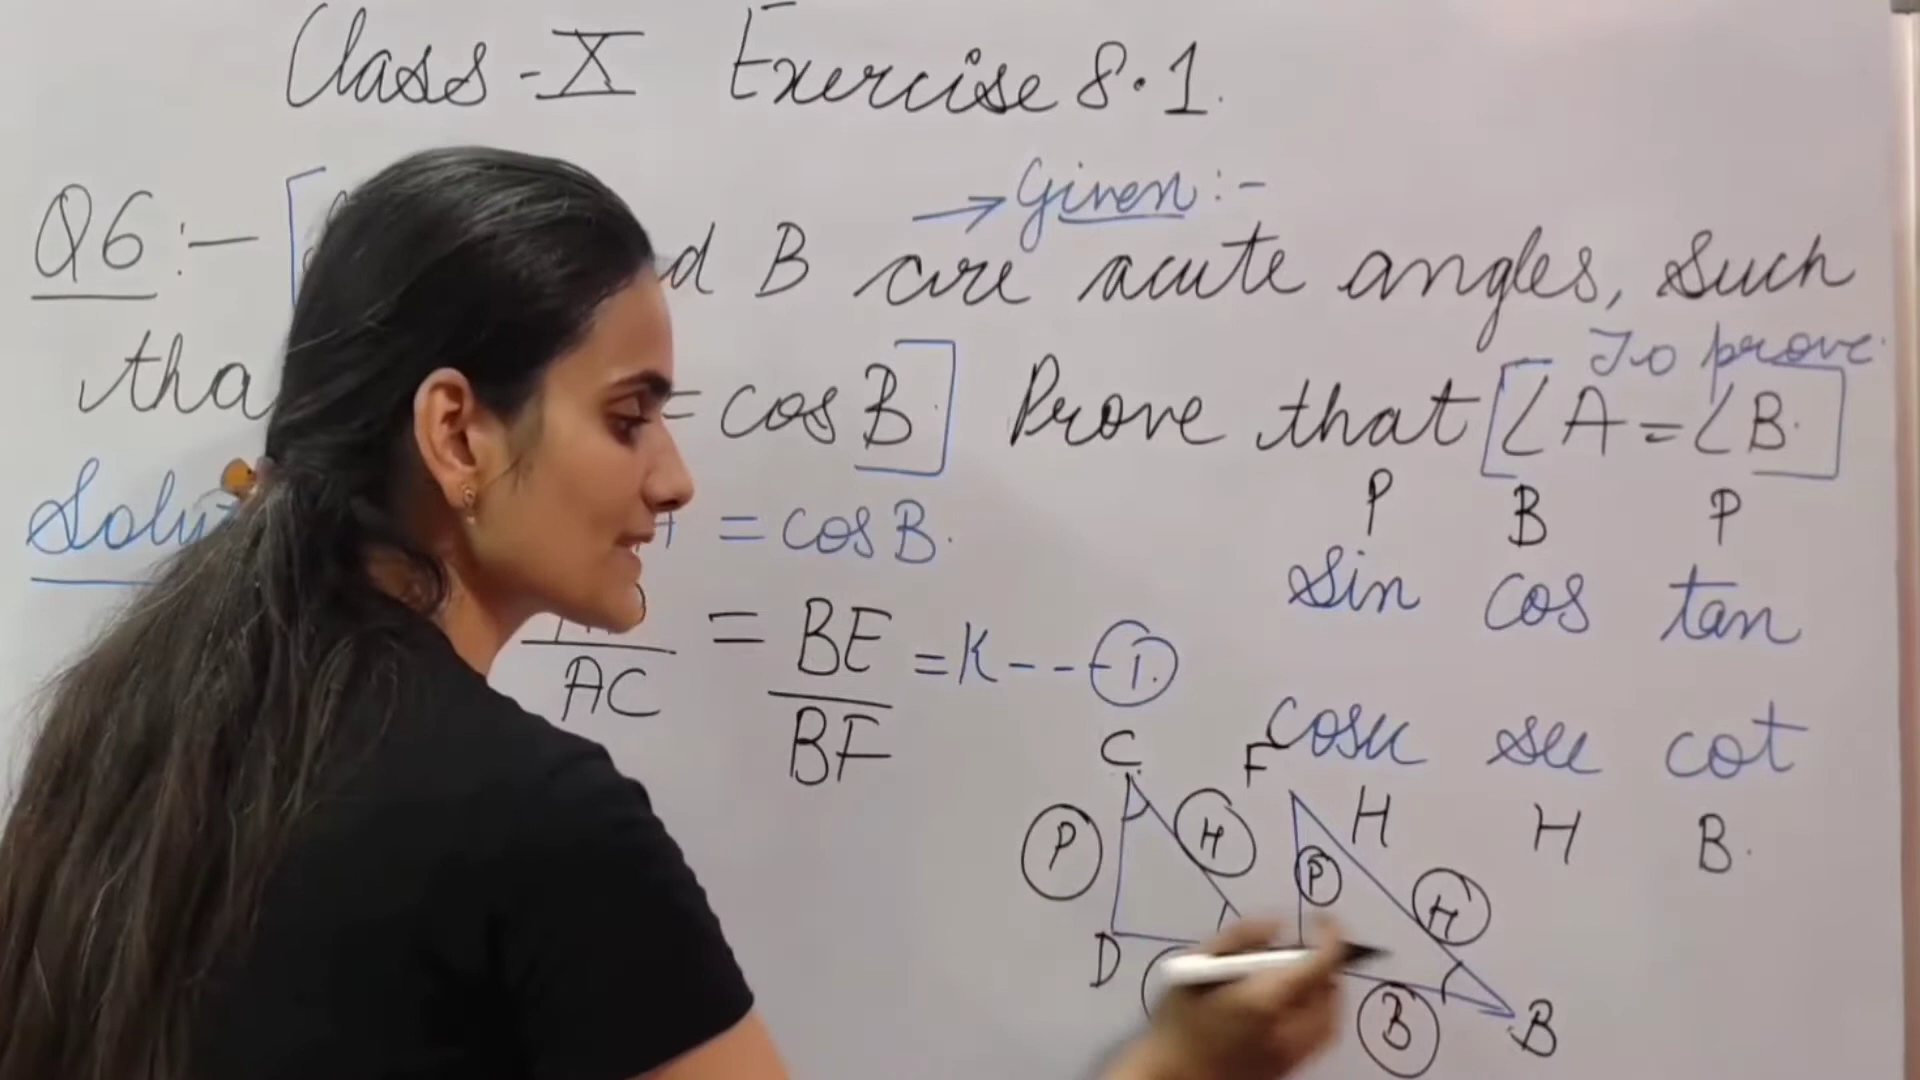 Class-X Exercise 8.1.
→ Given :-
Q6 :- [ d B are acute angles, Such
To prove.
tha = cos B.] Prove that [∠A = ∠B.]
P B P
Solut A = cos B.
sin cos tan
AC = BE/BF = K --- (1.)
cosec sec cot
H H B.
C F
P H P H
D B B